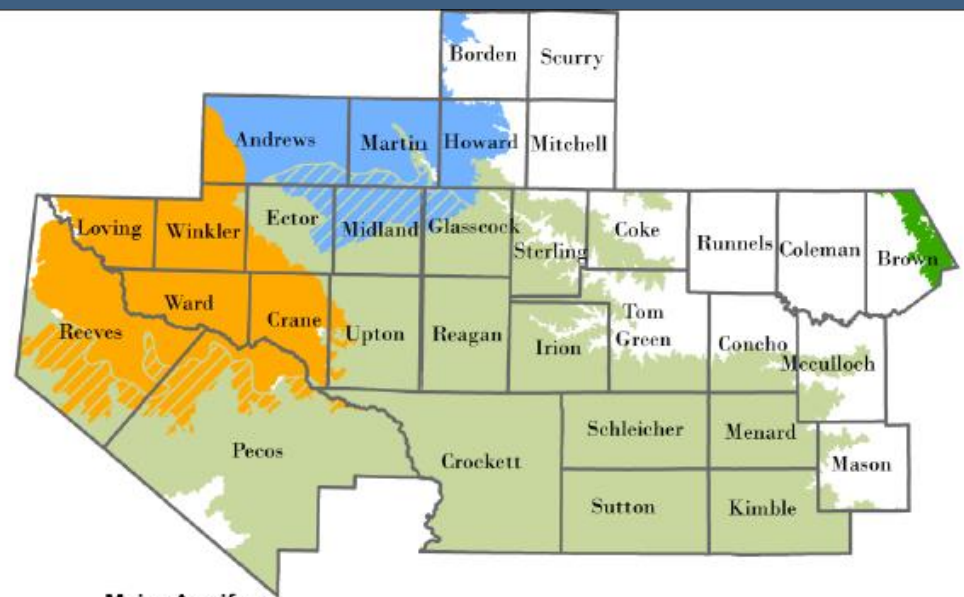 Borden
Scurry
Andrews
Martin
Howard
Mitchell
Loving
Winkler
Ector
Midland
Glasscock
Sterling
Coke
Runnels
Coleman
Brown
Ward
Crane
Reeves
Upton
Reagan
Irion
Tom
Green
Concho
Mcculloch
Pecos
Crockett
Schleicher
Menard
Mason
Sutton
Kimble